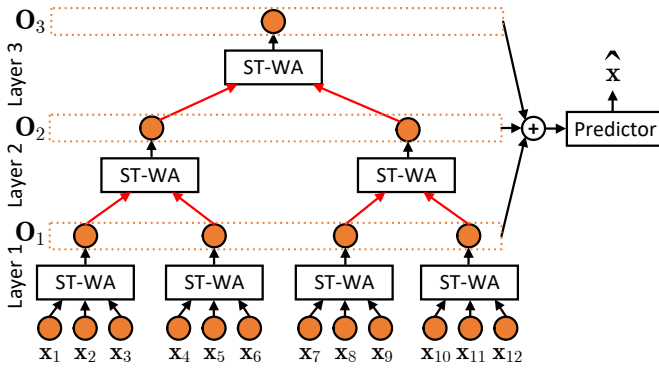 O3
Layer 3
ST-WA
x̂
O2
+
Predictor
Layer 2
ST-WA ST-WA
O1
Layer 1
ST-WA ST-WA ST-WA ST-WA
x1 x2 x3 x4 x5 x6 x7 x8 x9 x10 x11 x12